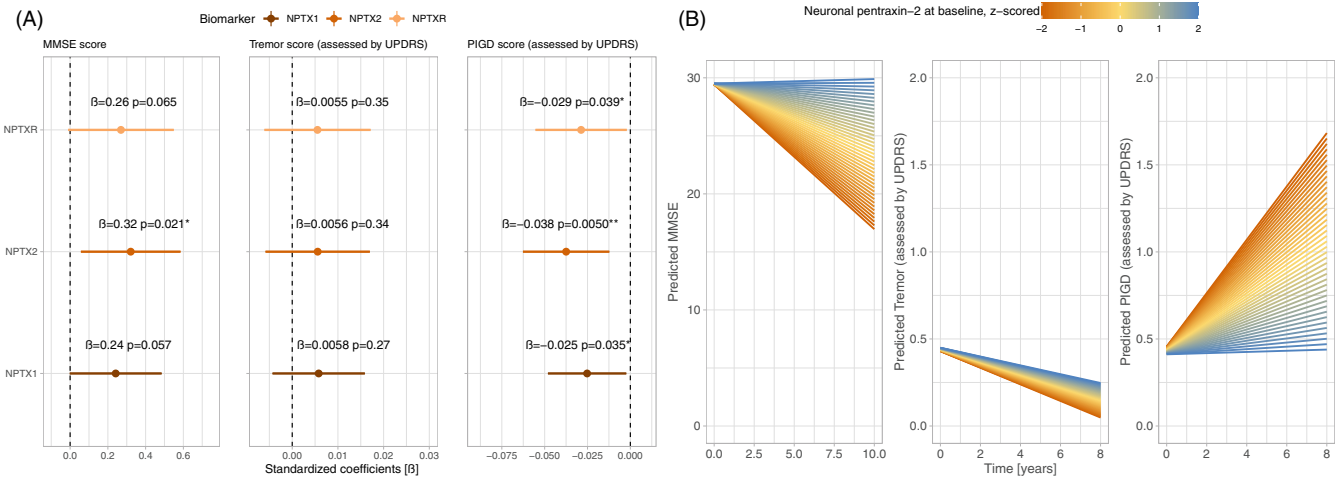 (A)
Biomarker NPTX1 NPTX2 NPTXR
MMSE score
Tremor score (assessed by UPDRS)
PIGD score (assessed by UPDRS)
NPTXR
ß=0.26 p=0.065
ß=0.0055 p=0.35
ß=−0.029 p=0.039*
NPTX2
ß=0.32 p=0.021*
ß=0.0056 p=0.34
ß=−0.038 p=0.0050**
NPTX1
ß=0.24 p=0.057
ß=0.0058 p=0.27
ß=−0.025 p=0.035*
0.0 0.2 0.4 0.6
0.00 0.01 0.02 0.03
−0.075 −0.050 −0.025 0.000
Standardized coefficients [ß]
(B)
Neuronal pentraxin−2 at baseline, z−scored
−2 −1 0 1 2
Predicted MMSE
30
20
10
0
0.0 2.5 5.0 7.5 10.0
Predicted Tremor (assessed by UPDRS)
2.0
1.5
1.0
0.5
0.0
0 2 4 6 8
Predicted PIGD (assessed by UPDRS)
2.0
1.5
1.0
0.5
0.0
0 2 4 6 8
Time [years]